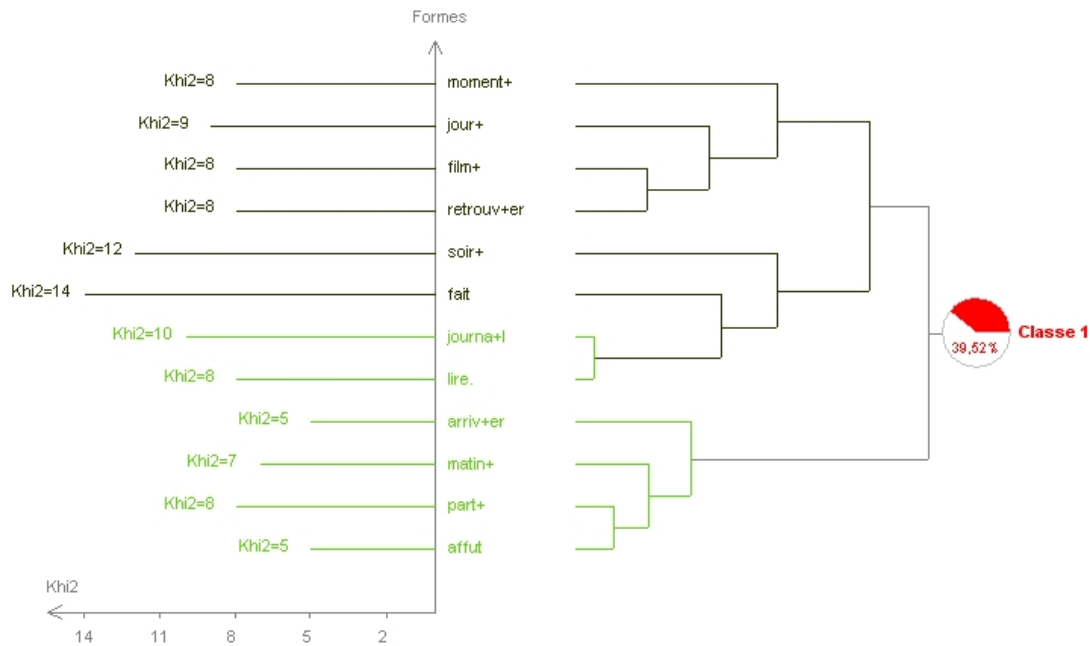 Formes
Khi2=8 moment+
Khi2=9 jour+
Khi2=8 film+
Khi2=8 retrouv+er
Khi2=12 soir+
Khi2=14 fait
Khi2=10 journa+l
Khi2=8 lire.
Khi2=5 arriv+er
Khi2=7 matin+
Khi2=8 part+
Khi2=5 affut
39,52% Classe 1
Khi2
14 11 8 5 2